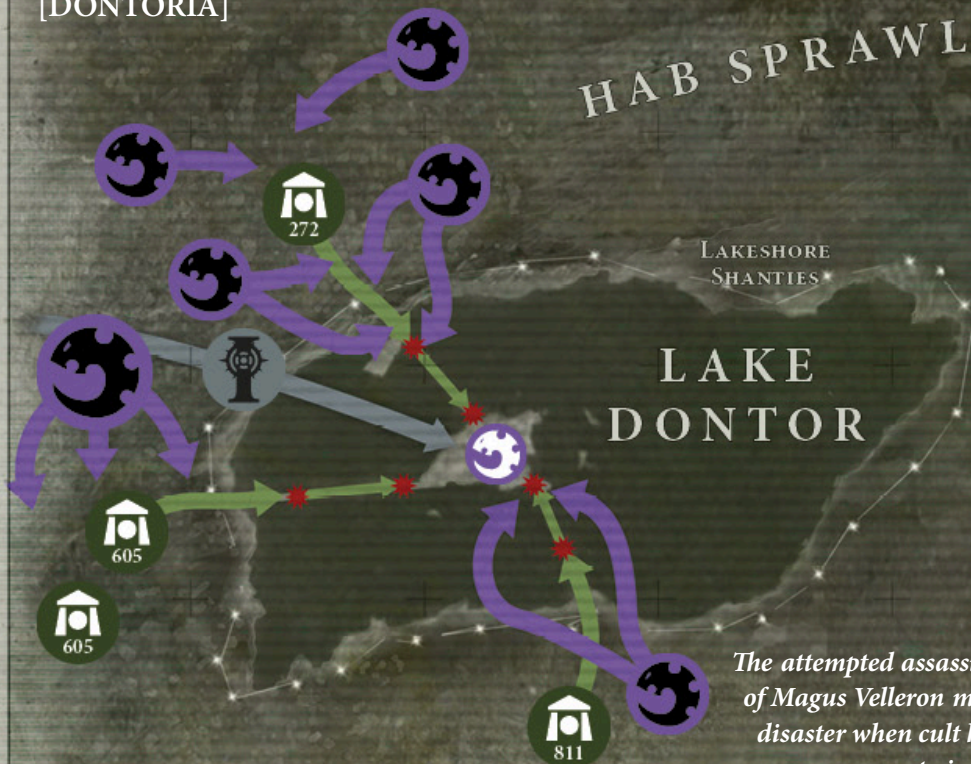 [DONTORIA]
HAB SPRAWL
272
LAKESHORE
SHANTIES
LAKE
DONTOR
605
605
The attempted
of Magus Velleron
disaster when cult
811